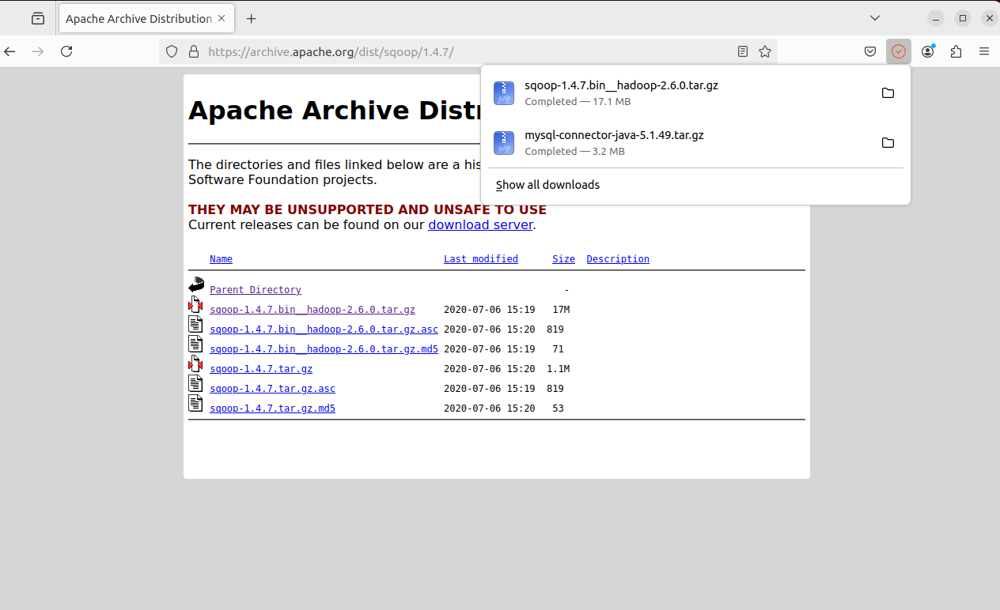 Apache Archive Distribution
https://archive.apache.org/dist/sqoop/1.4.7/
sqoop-1.4.7.bin__hadoop-2.6.0.tar.gz
Completed — 17.1 MB
mysql-connector-java-5.1.49.tar.gz
Completed — 3.2 MB
Show all downloads
Apache Archive Distr
The directories and files linked below are a his
Software Foundation projects.
THEY MAY BE UNSUPPORTED AND UNSAFE TO USE
Current releases can be found on our download server.
Name Last modified Size Description
Parent Directory -
sqoop-1.4.7.bin__hadoop-2.6.0.tar.gz 2020-07-06 15:19 17M
sqoop-1.4.7.bin__hadoop-2.6.0.tar.gz.asc 2020-07-06 15:20 819
sqoop-1.4.7.bin__hadoop-2.6.0.tar.gz.md5 2020-07-06 15:19 71
sqoop-1.4.7.tar.gz 2020-07-06 15:20 1.1M
sqoop-1.4.7.tar.gz.asc 2020-07-06 15:19 819
sqoop-1.4.7.tar.gz.md5 2020-07-06 15:20 53